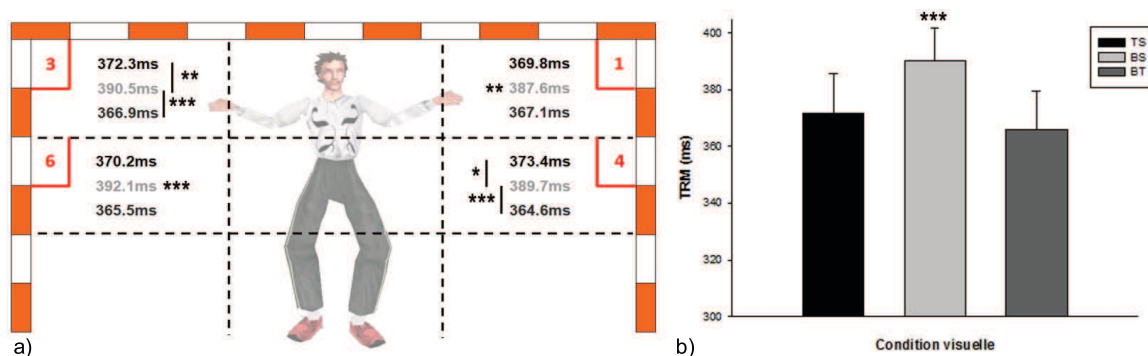 3
372.3ms
**
390.5ms
***
366.9ms
369.8ms
1
** 387.6ms
367.1ms
6
370.2ms
392.1ms ***
365.5ms
373.4ms
4
*
389.7ms
***
364.6ms
a)
***
400
380
360
340
320
300
TRM (ms)
Condition visuelle
TS
BS
BT
b)